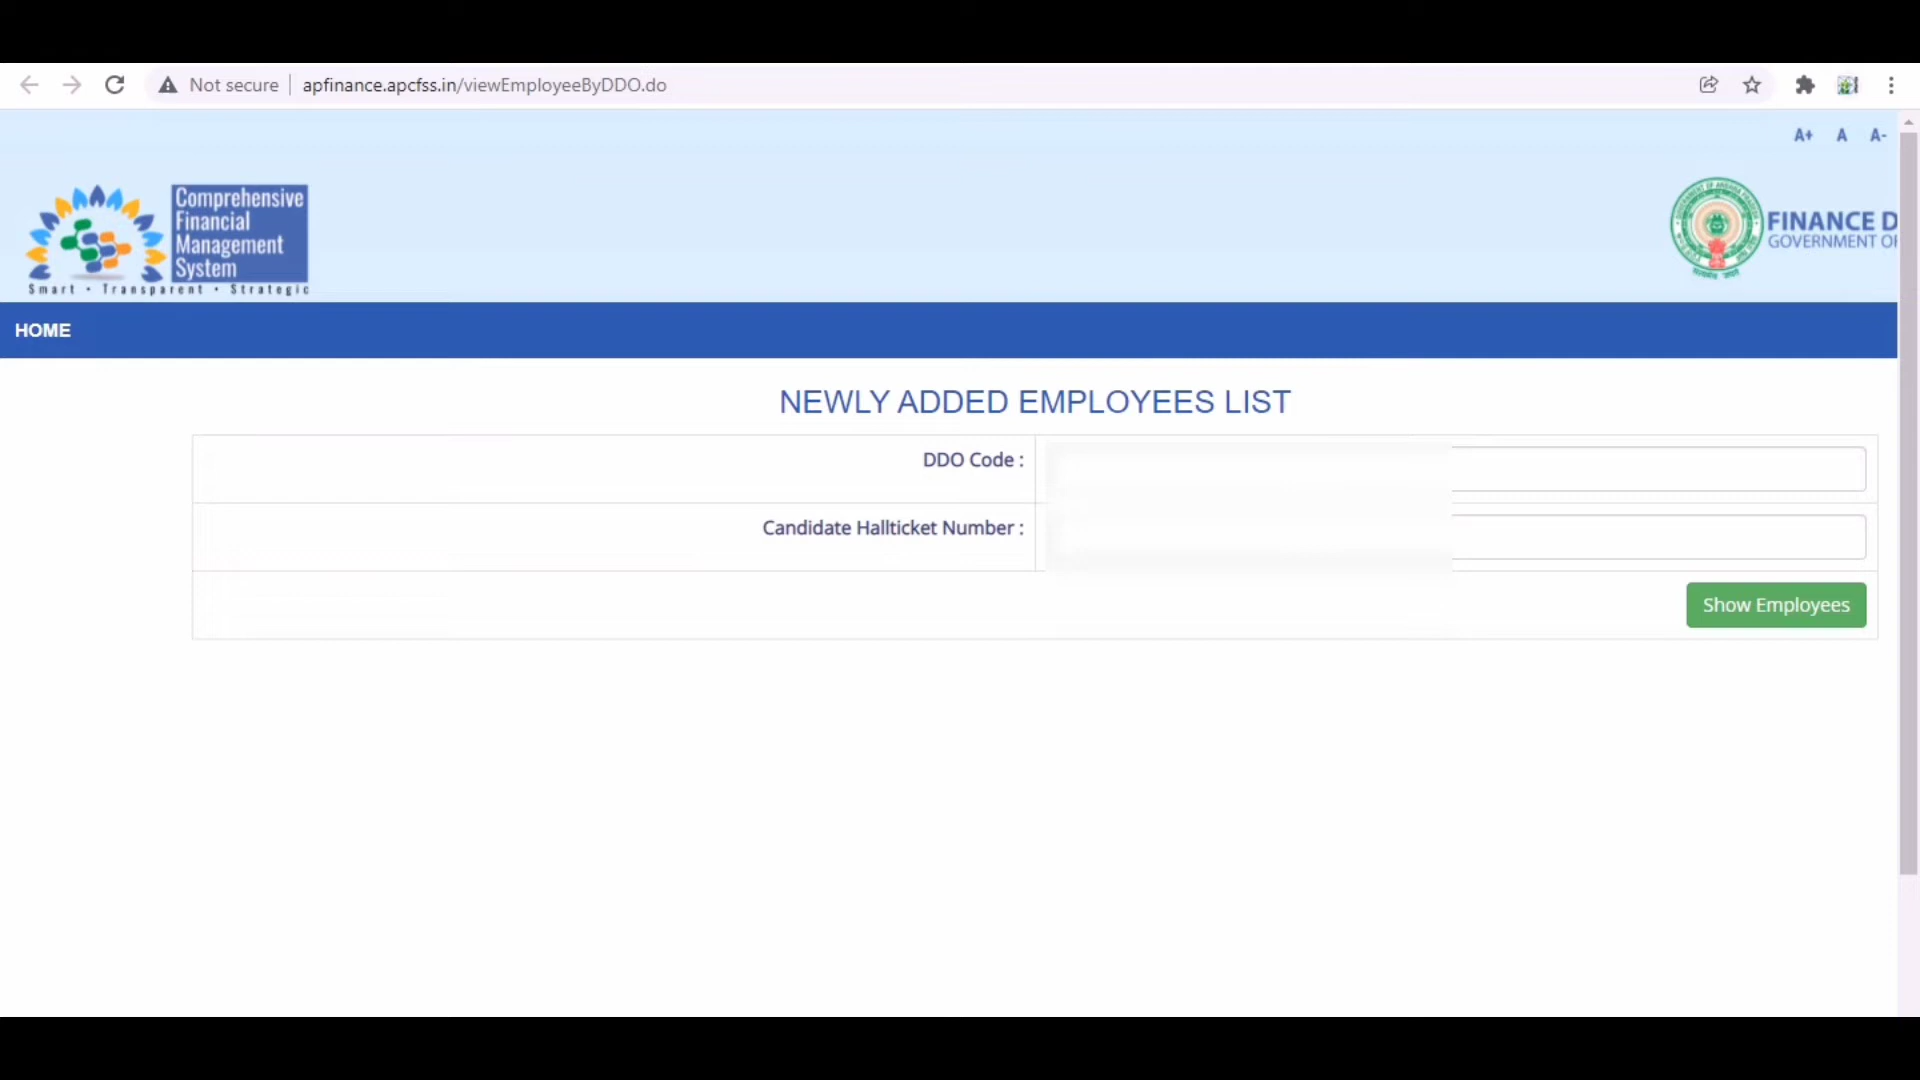 Not secure
apfinance.apcfss.in/viewEmployeeByDDO.do
A+ A A-
Comprehensive
Financial
Management
System
Smart • Transparent • Strategic
FINANCE D
GOVERNMENT OF
HOME
NEWLY ADDED EMPLOYEES LIST
DDO Code :
Candidate Hallticket Number :
Show Employees